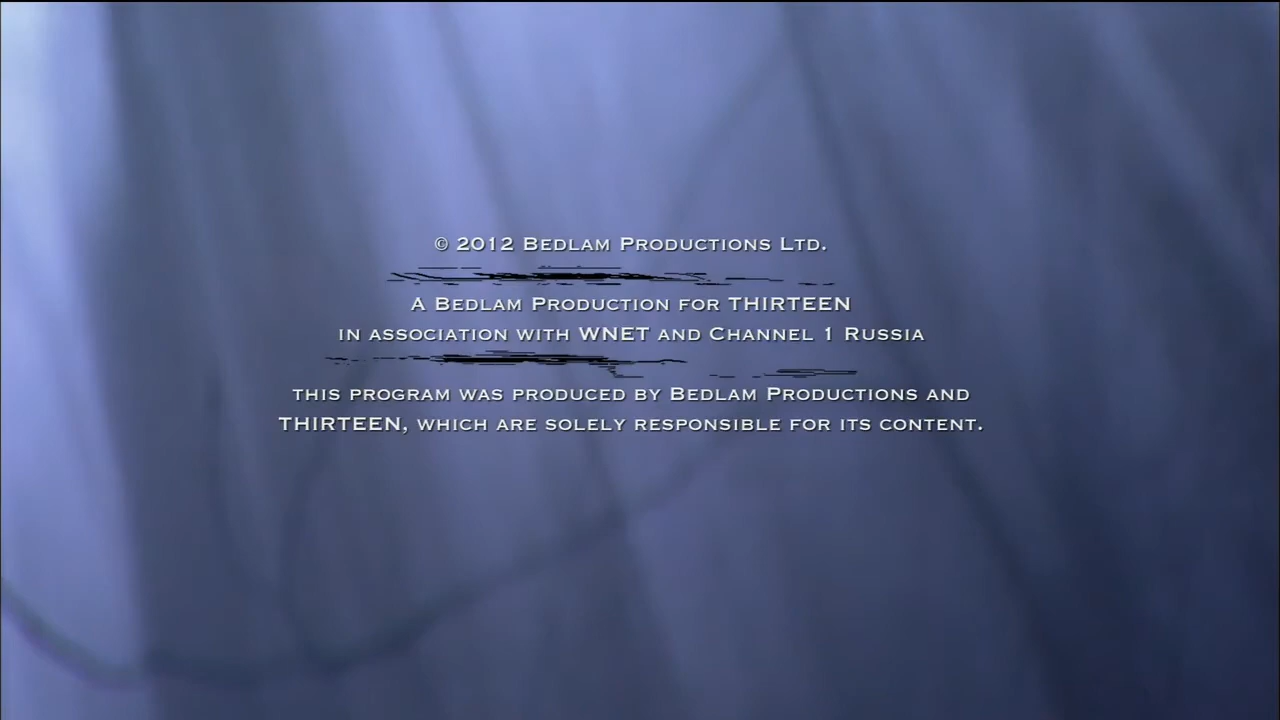 © 2012 Bedlam Productions Ltd.
A Bedlam Production for THIRTEEN
in association with WNET and Channel 1 Russia
this program was produced by Bedlam Productions and
THIRTEEN, which are solely responsible for its content.